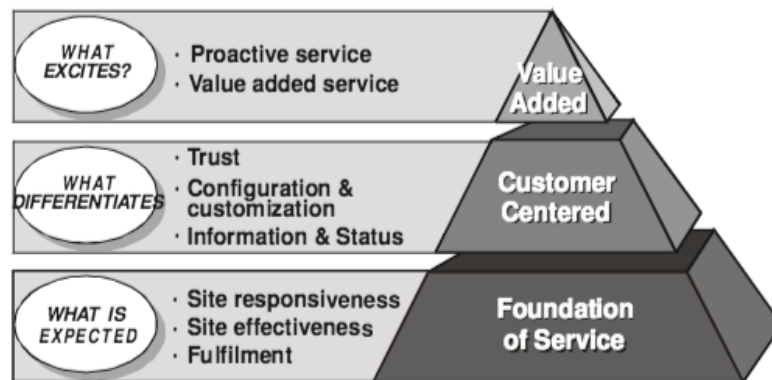 WHAT
EXCITES?
· Proactive service
· Value added service
Value
Added
WHAT
DIFFERENTIATES
· Trust
· Configuration &
customization
· Information & Status
Customer
Centered
WHAT IS
EXPECTED
· Site responsiveness
· Site effectiveness
· Fulfilment
Foundation
of Service